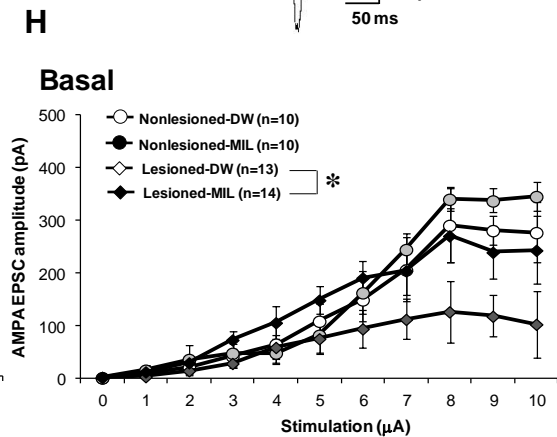 H
50 ms
Basal
AMPA EPSC amplitude (pA)
500
400
300
200
100
0
Nonlesioned-DW (n=10)
Nonlesioned-MIL (n=10)
Lesioned-DW (n=13)
Lesioned-MIL (n=14)
*
0 1 2 3 4 5 6 7 8 9 10
Stimulation (μA)